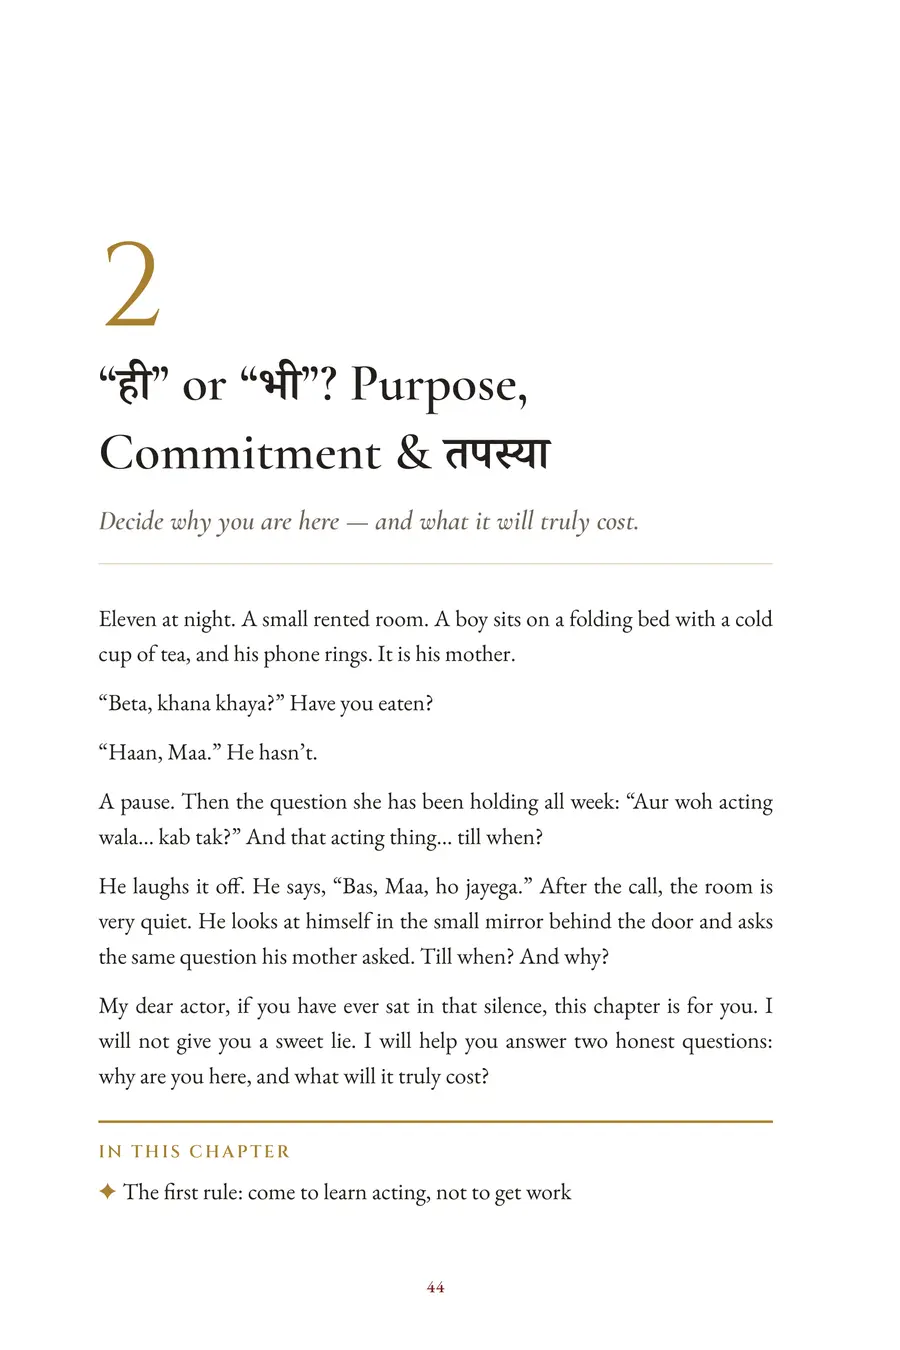 2
“ही” or “भी”? Purpose,
Commitment & तपस्या
Decide why you are here — and what it will truly cost.
Eleven at night. A small rented room. A boy sits on a folding bed with a cold
cup of tea, and his phone rings. It is his mother.
“Beta, khana khaya?” Have you eaten?
“Haan, Maa.” He hasn’t.
A pause. Then the question she has been holding all week: “Aur woh acting
wala... kab tak?” And that acting thing... till when?
He laughs it off. He says, “Bas, Maa, ho jayega.” After the call, the room is
very quiet. He looks at himself in the small mirror behind the door and asks
the same question his mother asked. Till when? And why?
My dear actor, if you have ever sat in that silence, this chapter is for you. I
will not give you a sweet lie. I will help you answer two honest questions:
why are you here, and what will it truly cost?
IN THIS CHAPTER
✦ The first rule: come to learn acting, not to get work
44